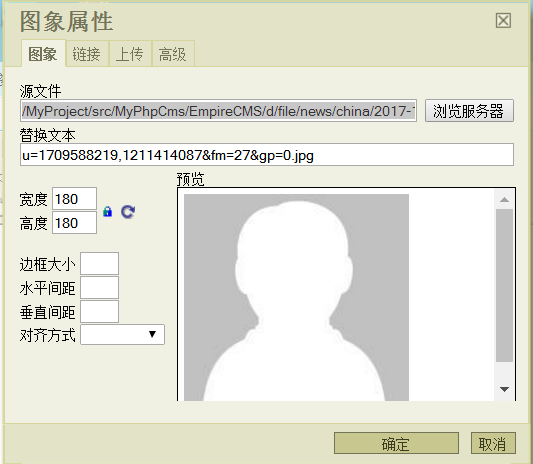 图象属性
图象 链接 上传 高级
源文件
/MyProject/src/MyPhpCms/EmpireCMS/d/file/news/china/2017-1 浏览服务器
替换文本
u=1709588219,1211414087&fm=27&gp=0.jpg
预览
宽度 180
高度 180
边框大小
水平间距
垂直间距
对齐方式
确定 取消